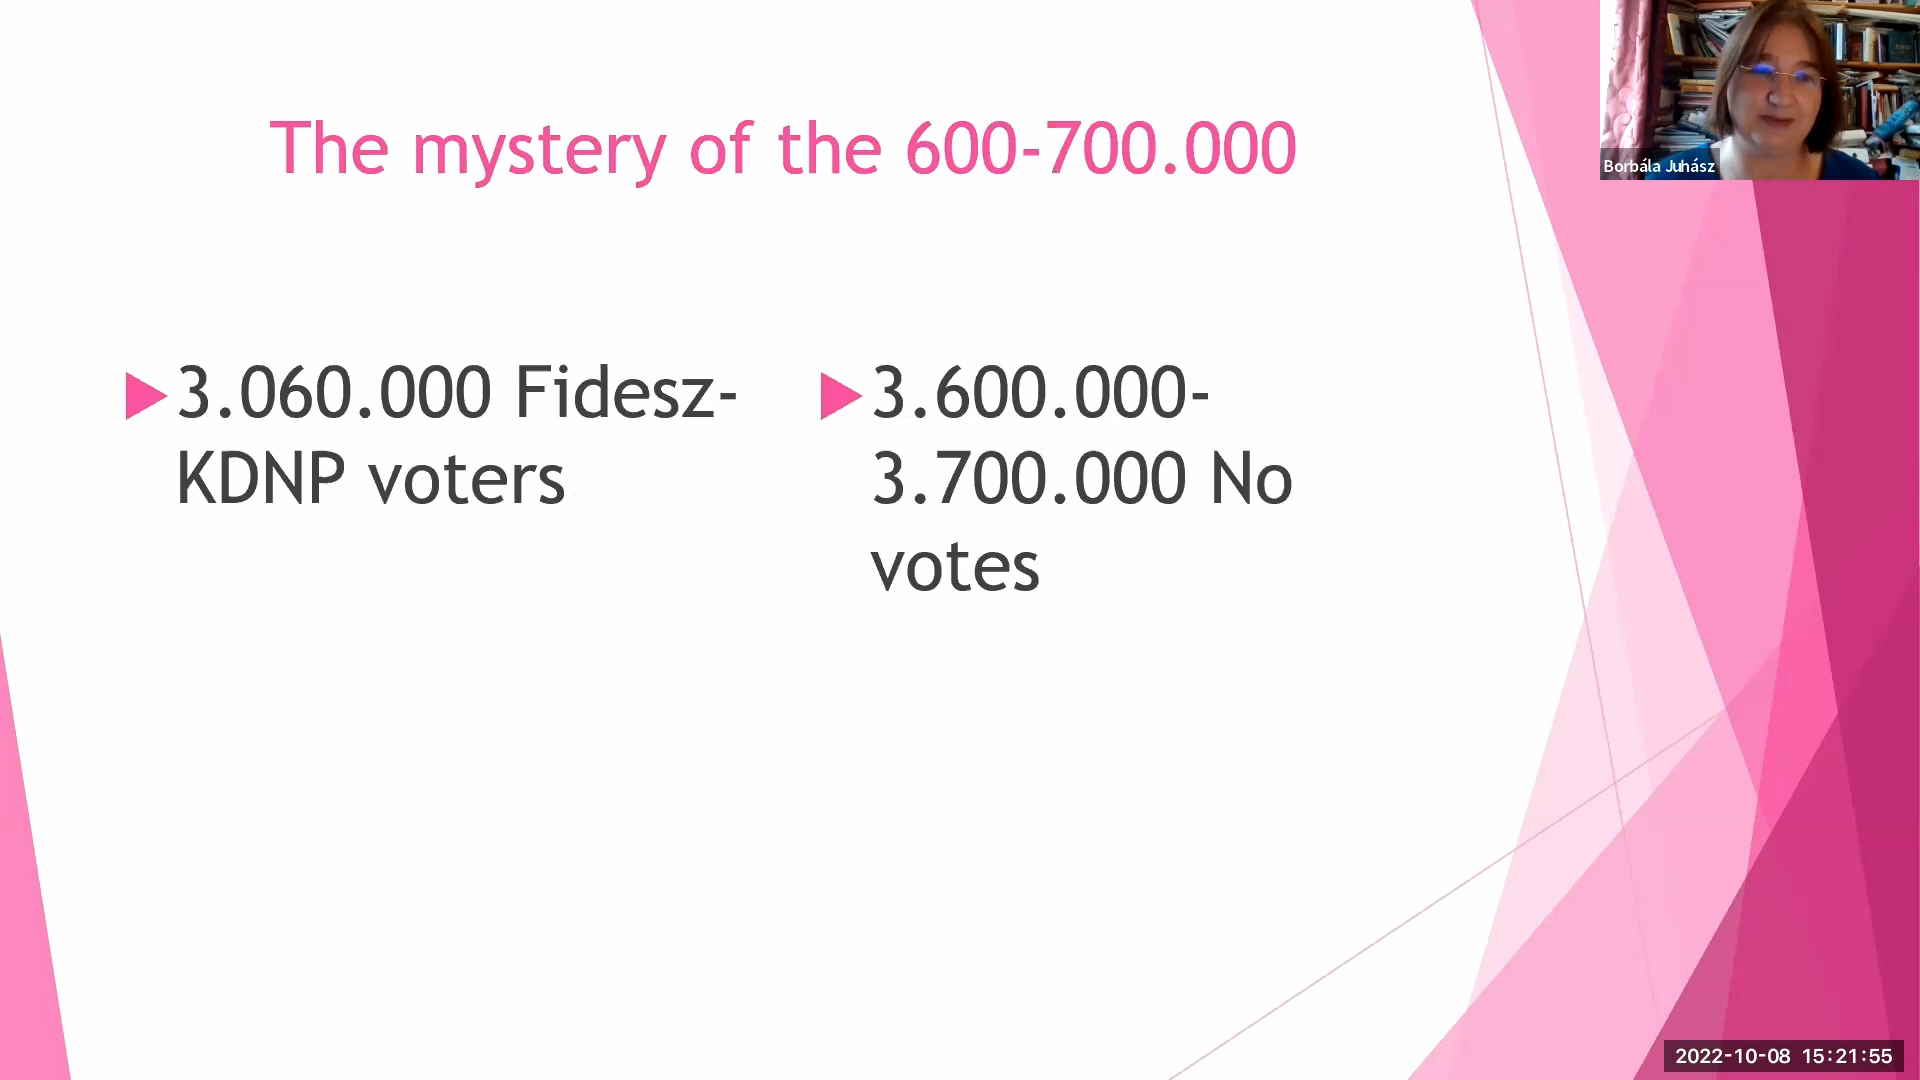 The mystery of the 600-700.000
3.060.000 Fidesz-
KDNP voters
3.600.000-
3.700.000 No
votes
Borbála Juhász
2022-10-08 15:21:55